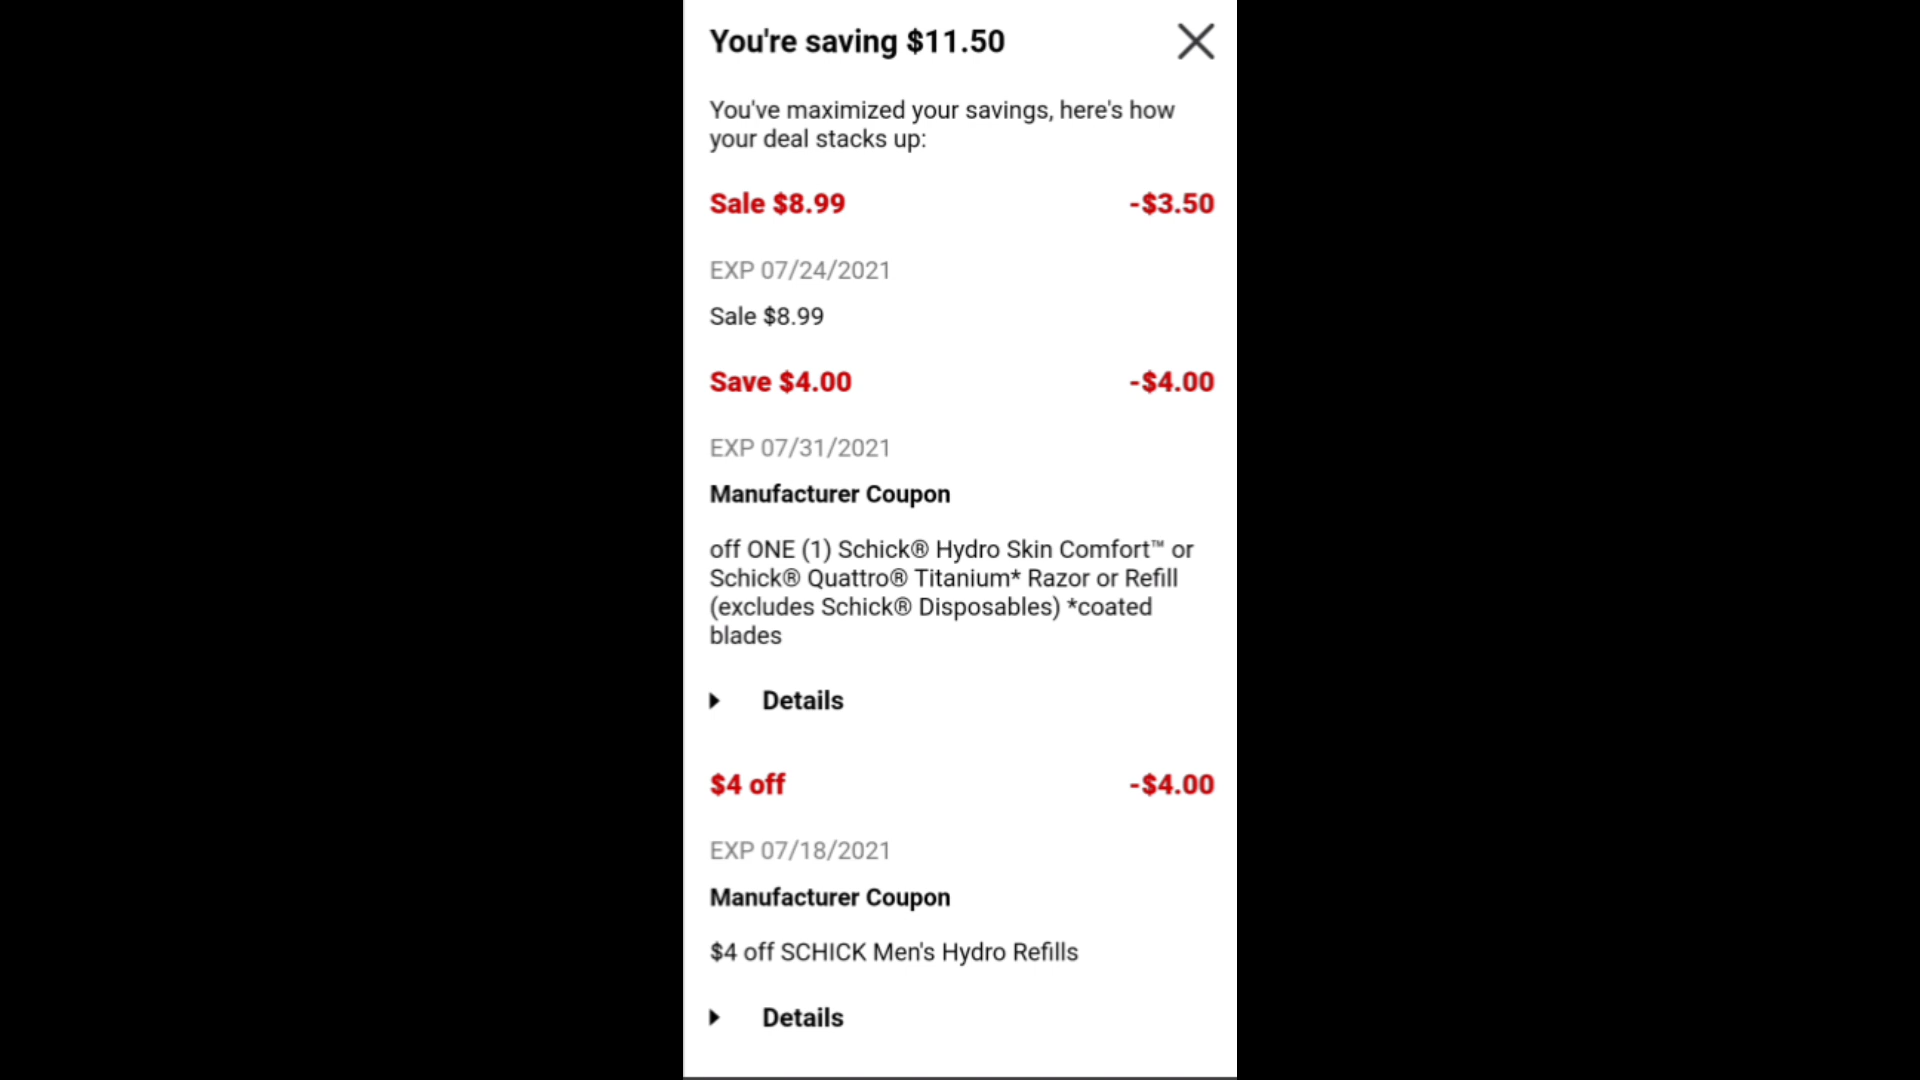 You're saving $11.50
You've maximized your savings, here's how
your deal stacks up:
Sale $8.99 -$3.50
EXP 07/24/2021
Sale $8.99
Save $4.00 -$4.00
EXP 07/31/2021
Manufacturer Coupon
off ONE (1) Schick® Hydro Skin Comfort™ or
Schick® Quattro® Titanium* Razor or Refill
(excludes Schick® Disposables) *coated
blades
Details
$4 off -$4.00
EXP 07/18/2021
Manufacturer Coupon
$4 off SCHICK Men's Hydro Refills
Details